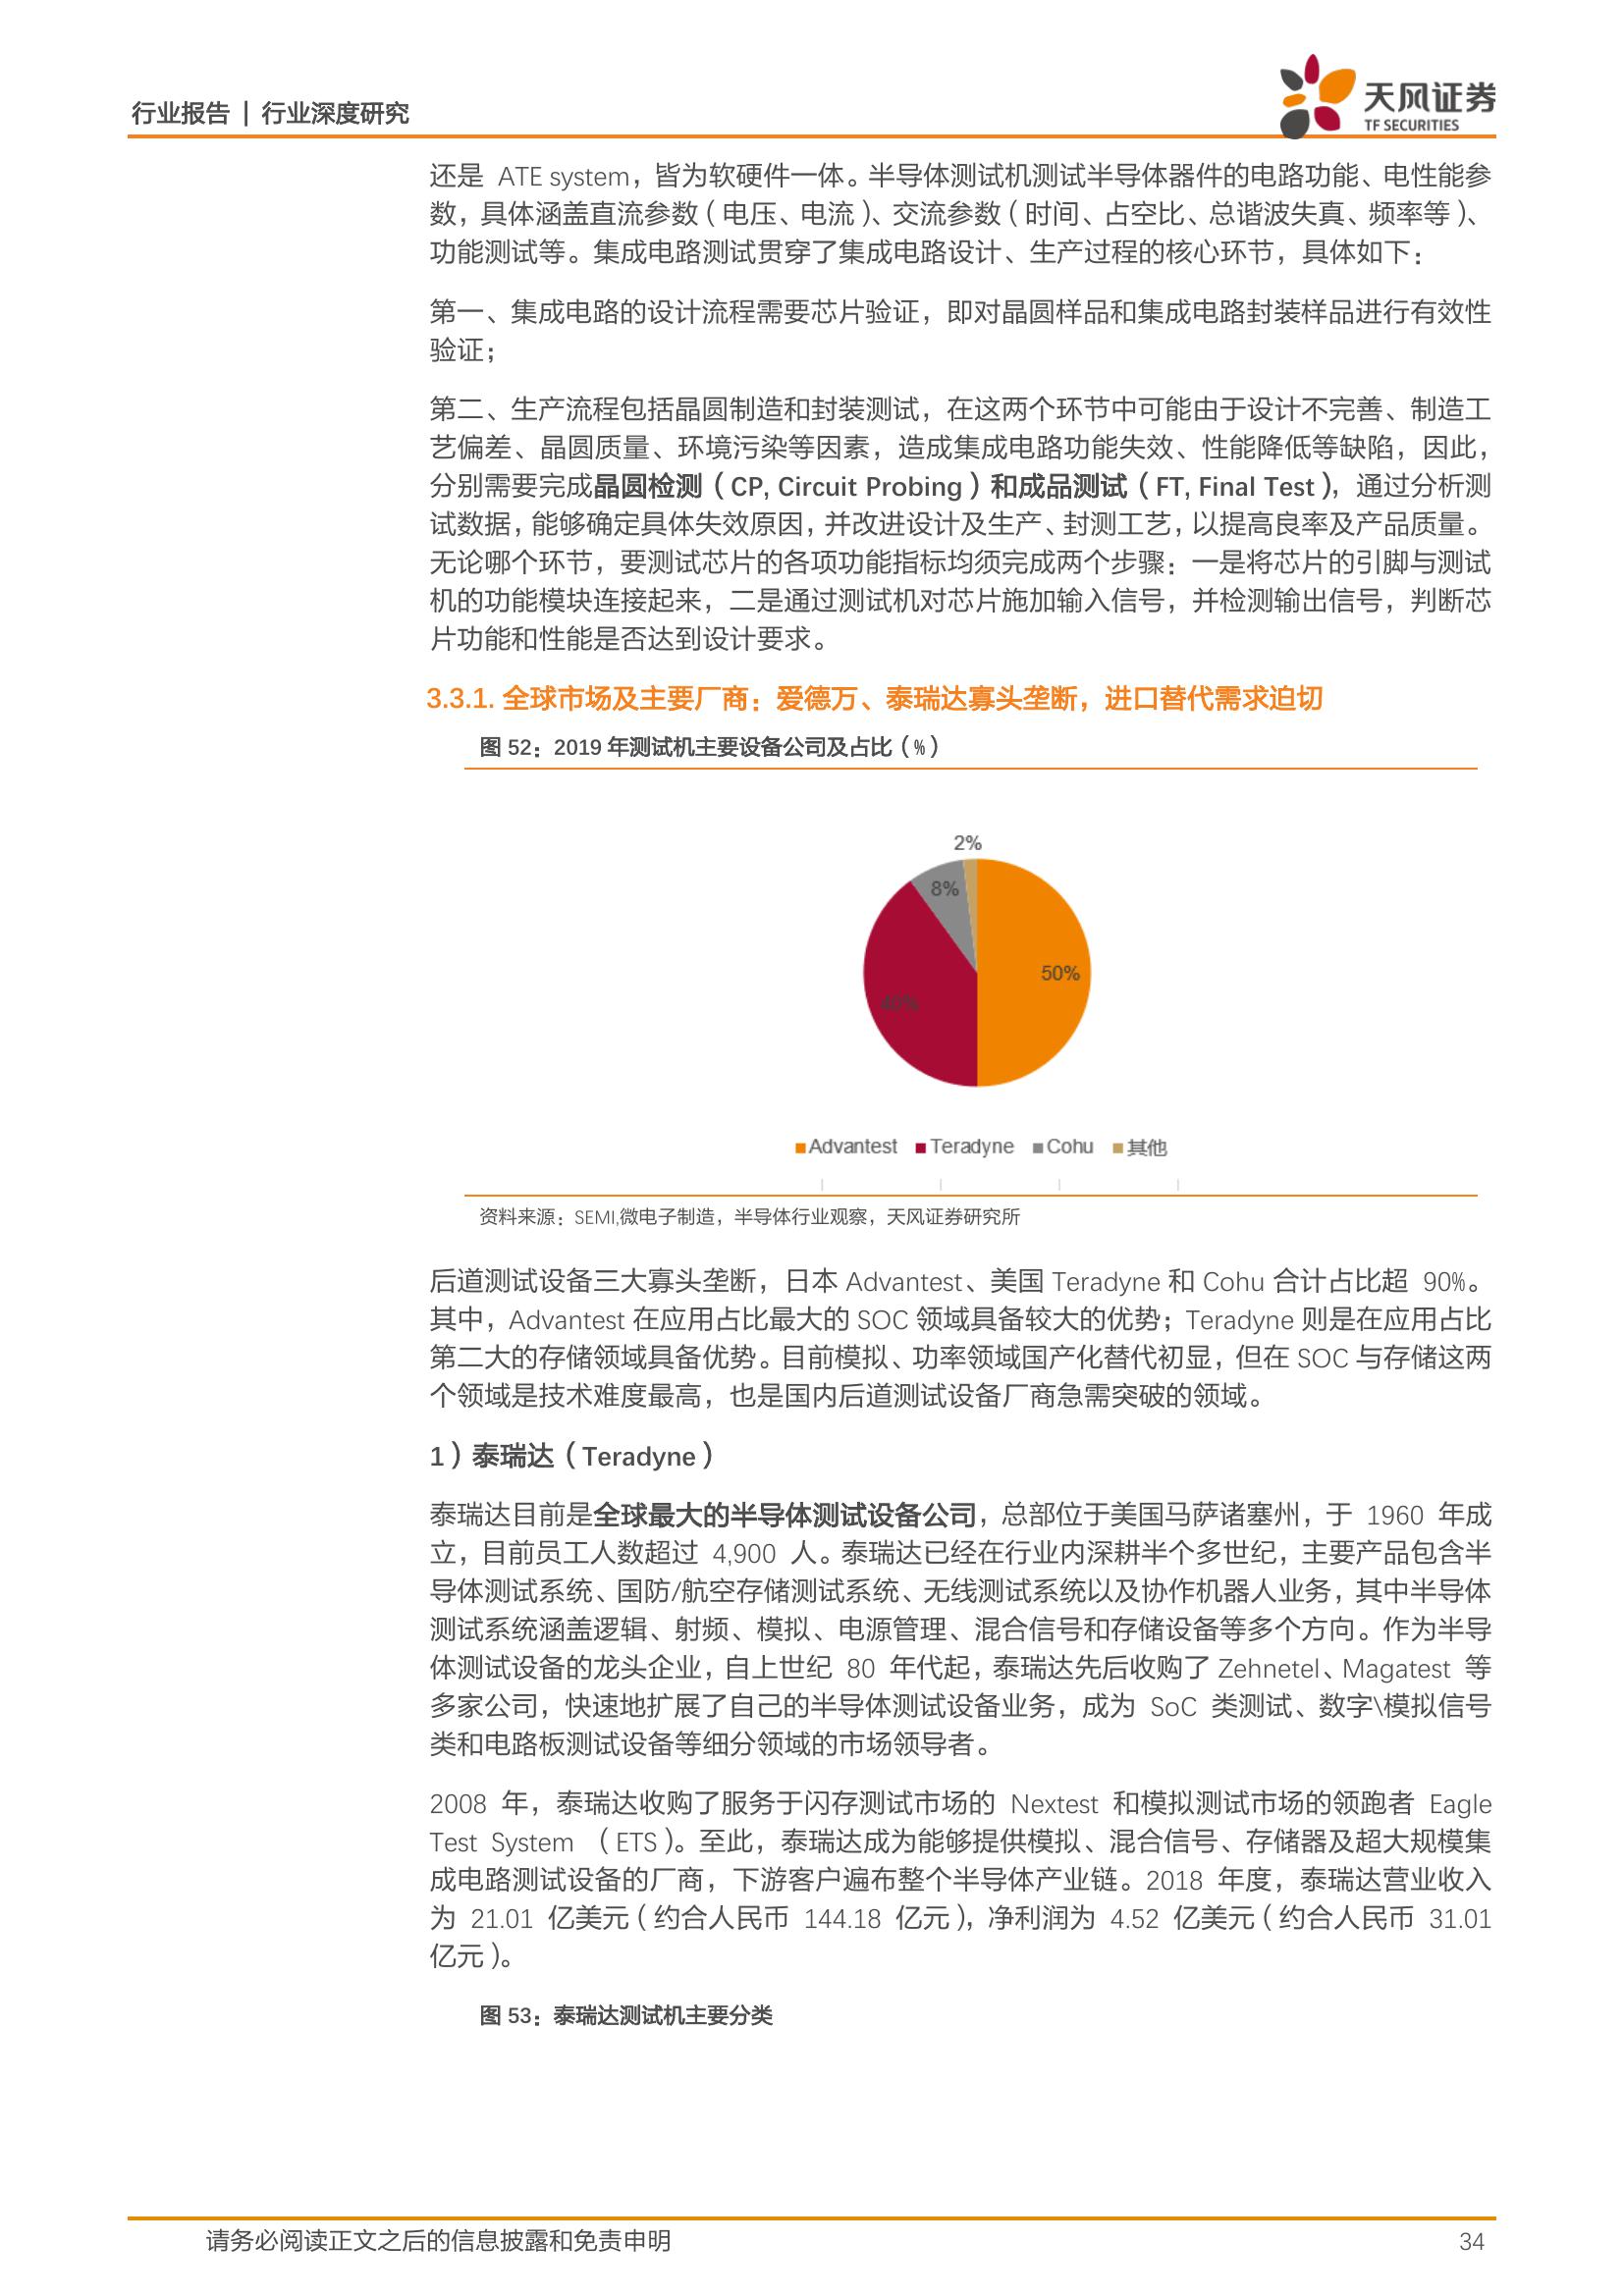 行业报告 | 行业深度研究
天风证券
TF SECURITIES
还是 ATE system，皆为软硬件一体。半导体测试机测试半导体器件的电路功能、电性能参
数，具体涵盖直流参数（电压、电流）、交流参数（时间、占空比、总谐波失真、频率等）、
功能测试等。集成电路测试贯穿了集成电路设计、生产过程的核心环节，具体如下：
第一、集成电路的设计流程需要芯片验证，即对晶圆样品和集成电路封装样品进行有效性
验证；
第二、生产流程包括晶圆制造和封装测试，在这两个环节中可能由于设计不完善、制造工
艺偏差、晶圆质量、环境污染等因素，造成集成电路功能失效、性能降低等缺陷，因此，
分别需要完成晶圆检测（CP, Circuit Probing）和成品测试（FT, Final Test），通过分析测
试数据，能够确定具体失效原因，并改进设计及生产、封测工艺，以提高良率及产品质量。
无论哪个环节，要测试芯片的各项功能指标均须完成两个步骤：一是将芯片的引脚与测试
机的功能模块连接起来，二是通过测试机对芯片施加输入信号，并检测输出信号，判断芯
片功能和性能是否达到设计要求。
3.3.1. 全球市场及主要厂商：爱德万、泰瑞达寡头垄断，进口替代需求迫切
图 52：2019 年测试机主要设备公司及占比（%）
2%
8%
50%
40%
Advantest Teradyne Cohu 其他
资料来源：SEMI,微电子制造，半导体行业观察，天风证券研究所
后道测试设备三大寡头垄断，日本 Advantest、美国 Teradyne 和 Cohu 合计占比超 90%。
其中，Advantest 在应用占比最大的 SOC 领域具备较大的优势；Teradyne 则是在应用占比
第二大的存储领域具备优势。目前模拟、功率领域国产化替代初显，但在 SOC 与存储这两
个领域是技术难度最高，也是国内后道测试设备厂商急需突破的领域。
1）泰瑞达（Teradyne）
泰瑞达目前是全球最大的半导体测试设备公司，总部位于美国马萨诸塞州，于 1960 年成
立，目前员工人数超过 4,900 人。泰瑞达已经在行业内深耕半个多世纪，主要产品包含半
导体测试系统、国防/航空存储测试系统、无线测试系统以及协作机器人业务，其中半导体
测试系统涵盖逻辑、射频、模拟、电源管理、混合信号和存储设备等多个方向。作为半导
体测试设备的龙头企业，自上世纪 80 年代起，泰瑞达先后收购了 Zehnetel、Magatest 等
多家公司，快速地扩展了自己的半导体测试设备业务，成为 SoC 类测试、数字\模拟信号
类和电路板测试设备等细分领域的市场领导者。
2008 年，泰瑞达收购了服务于闪存测试市场的 Nextest 和模拟测试市场的领跑者 Eagle
Test System （ETS）。至此，泰瑞达成为能够提供模拟、混合信号、存储器及超大规模集
成电路测试设备的厂商，下游客户遍布整个半导体产业链。2018 年度，泰瑞达营业收入
为 21.01 亿美元（约合人民币 144.18 亿元），净利润为 4.52 亿美元（约合人民币 31.01
亿元）。
图 53：泰瑞达测试机主要分类
请务必阅读正文之后的信息披露和免责申明
34